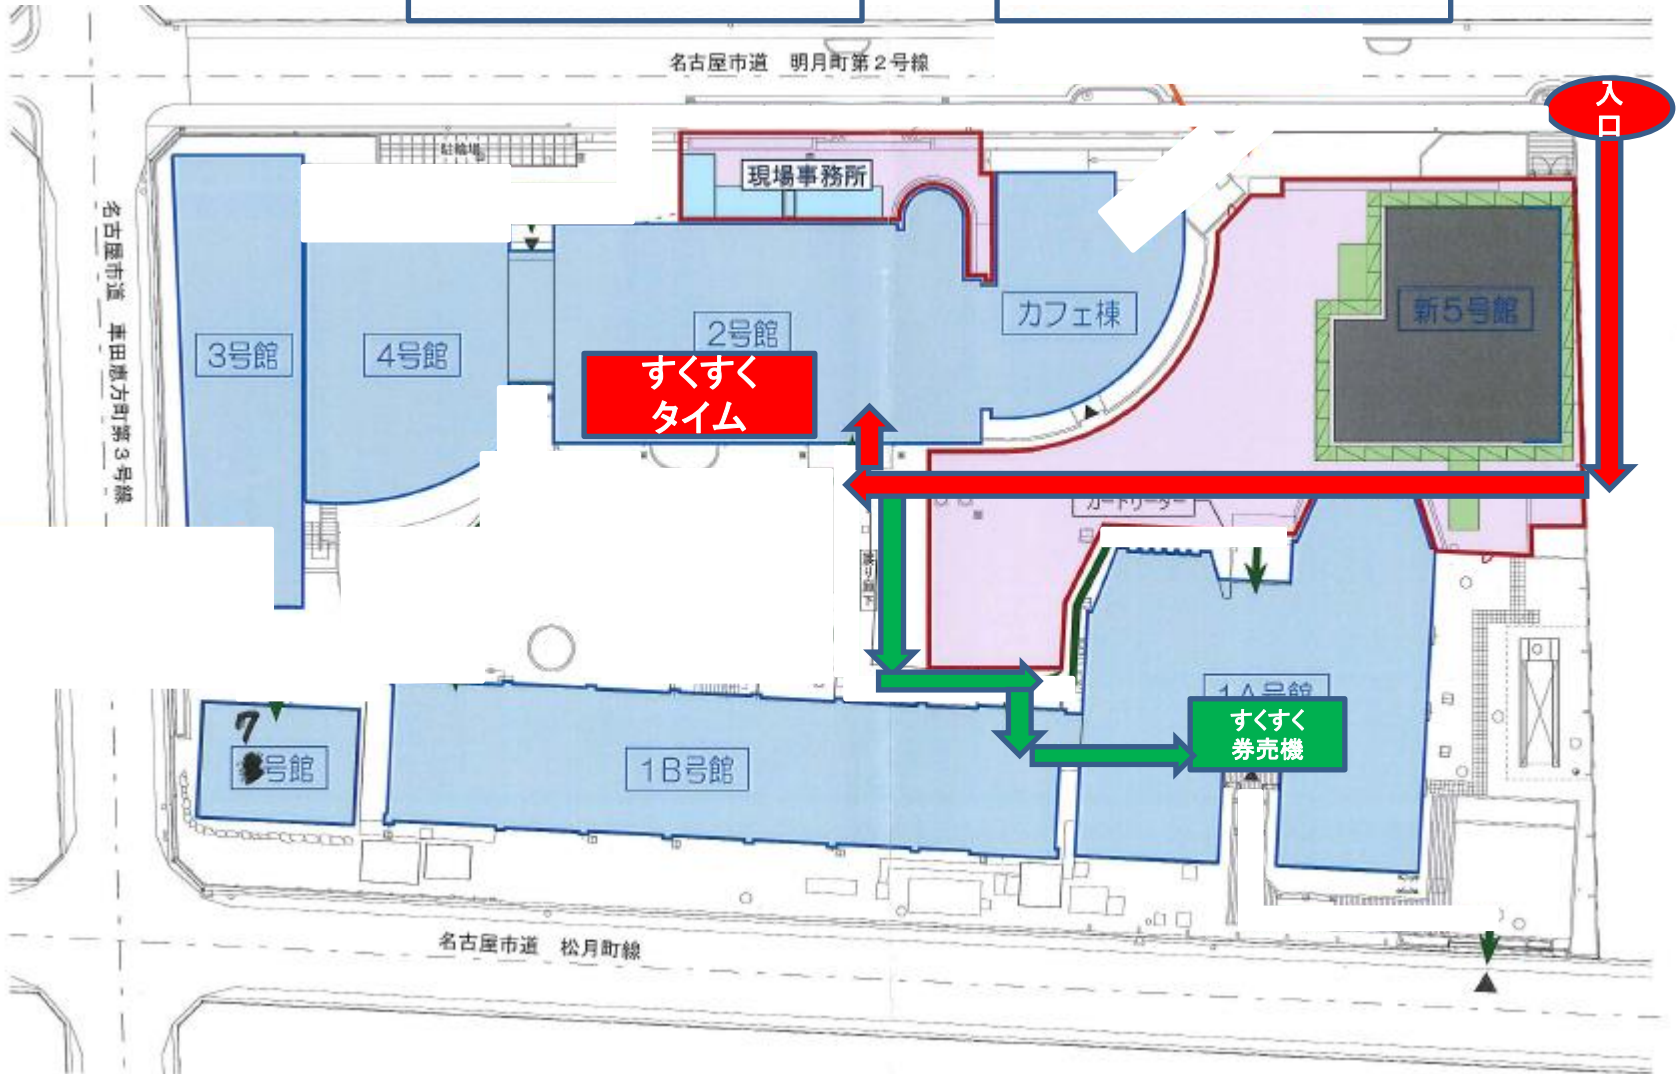 名古屋市道　明月町第２号線
入
口
駐輪場
現場事務所
名古屋市道　車田恵方町第３号線
カフェ棟
新5号館
2号館
3号館
4号館
すくすく
タイム
カードリーダー
渡り廊下
1A号館
すくすく
券売機
7
号館
1B号館
名古屋市道　松月町線